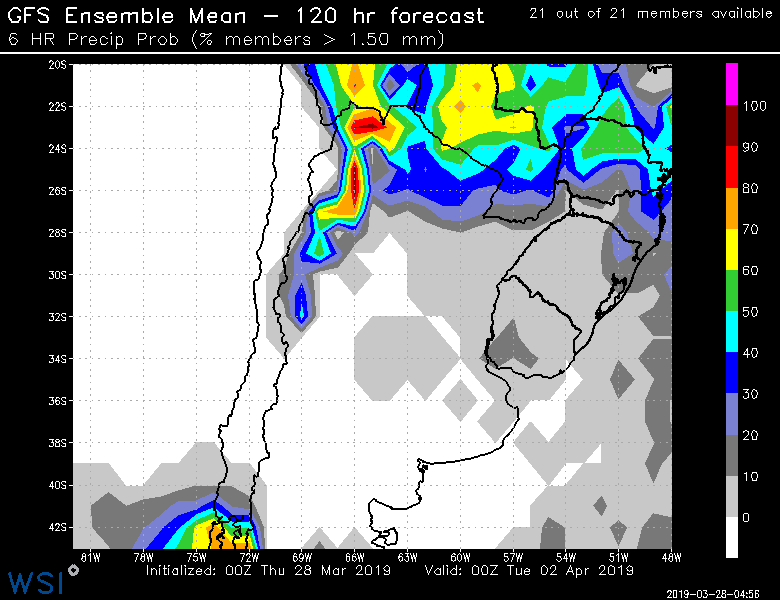 GFS Ensemble Mean – 120 hr forecast
21 out of 21 members available
6 HR Precip Prob (% members > 1.50 mm)
20S
22S
24S
26S
28S
30S
32S
34S
36S
38S
40S
42S
100
90
80
70
60
50
40
30
20
10
0
81W 78W 75W 72W 69W 66W 63W 60W 57W 54W 51W 48W
Initialized: 00Z Thu 28 Mar 2019 Valid: 00Z Tue 02 Apr 2019
WSI
2019-03-28-04:56